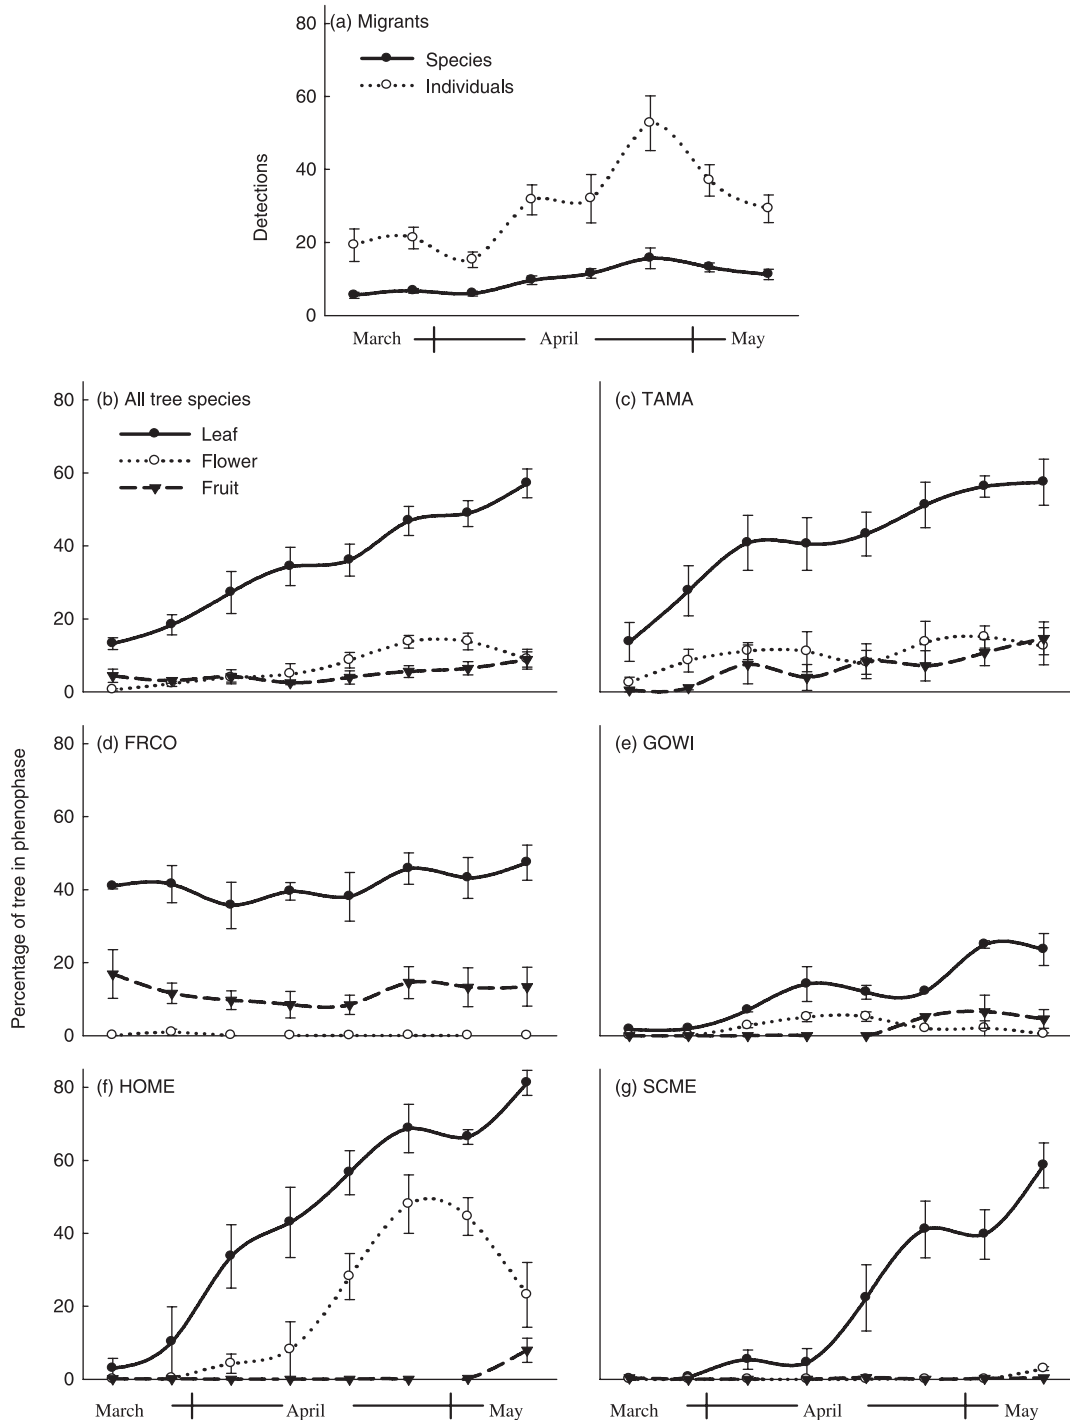 80
(a) Migrants
Species
Individuals
60
40
20
0
Detections
March
April
May
80
(b) All tree species
Leaf
Flower
Fruit
60
40
20
0
(c) TAMA
80
(d) FRCO
60
40
20
0
(e) GOWI
Percentage of tree in phenophase
80
(f) HOME
60
40
20
0
(g) SCME
March
April
May
March
April
May